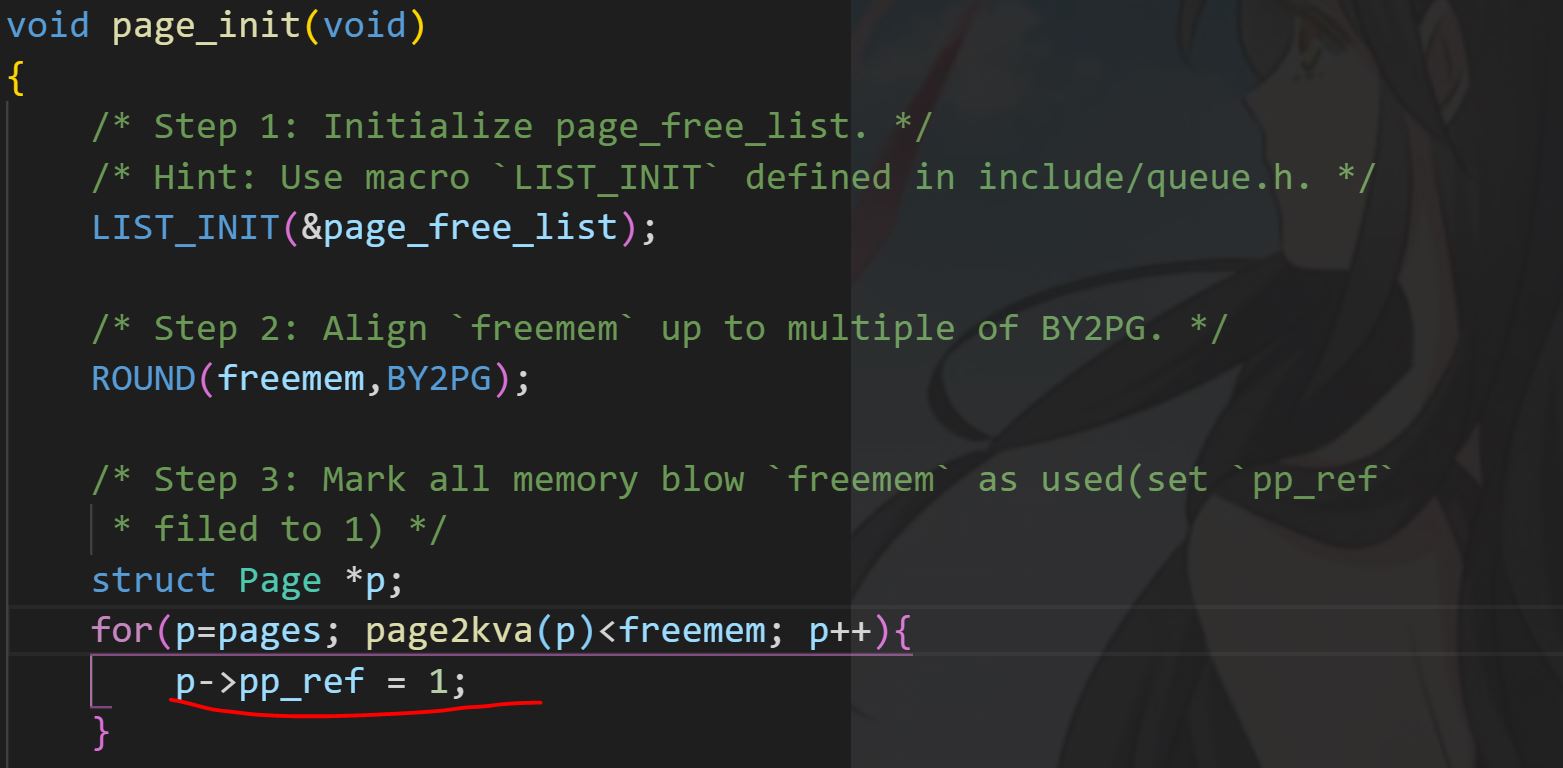 void page_init(void)
{
/* Step 1: Initialize page_free_list. */
/* Hint: Use macro `LIST_INIT` defined in include/queue.h. */
LIST_INIT(&page_free_list);
/* Step 2: Align `freemem` up to multiple of BY2PG. */
ROUND(freemem,BY2PG);
/* Step 3: Mark all memory blow `freemem` as used(set `pp_ref`
* filed to 1) */
struct Page *p;
for(p=pages; page2kva(p)<freemem; p++){
p->pp_ref = 1;
}